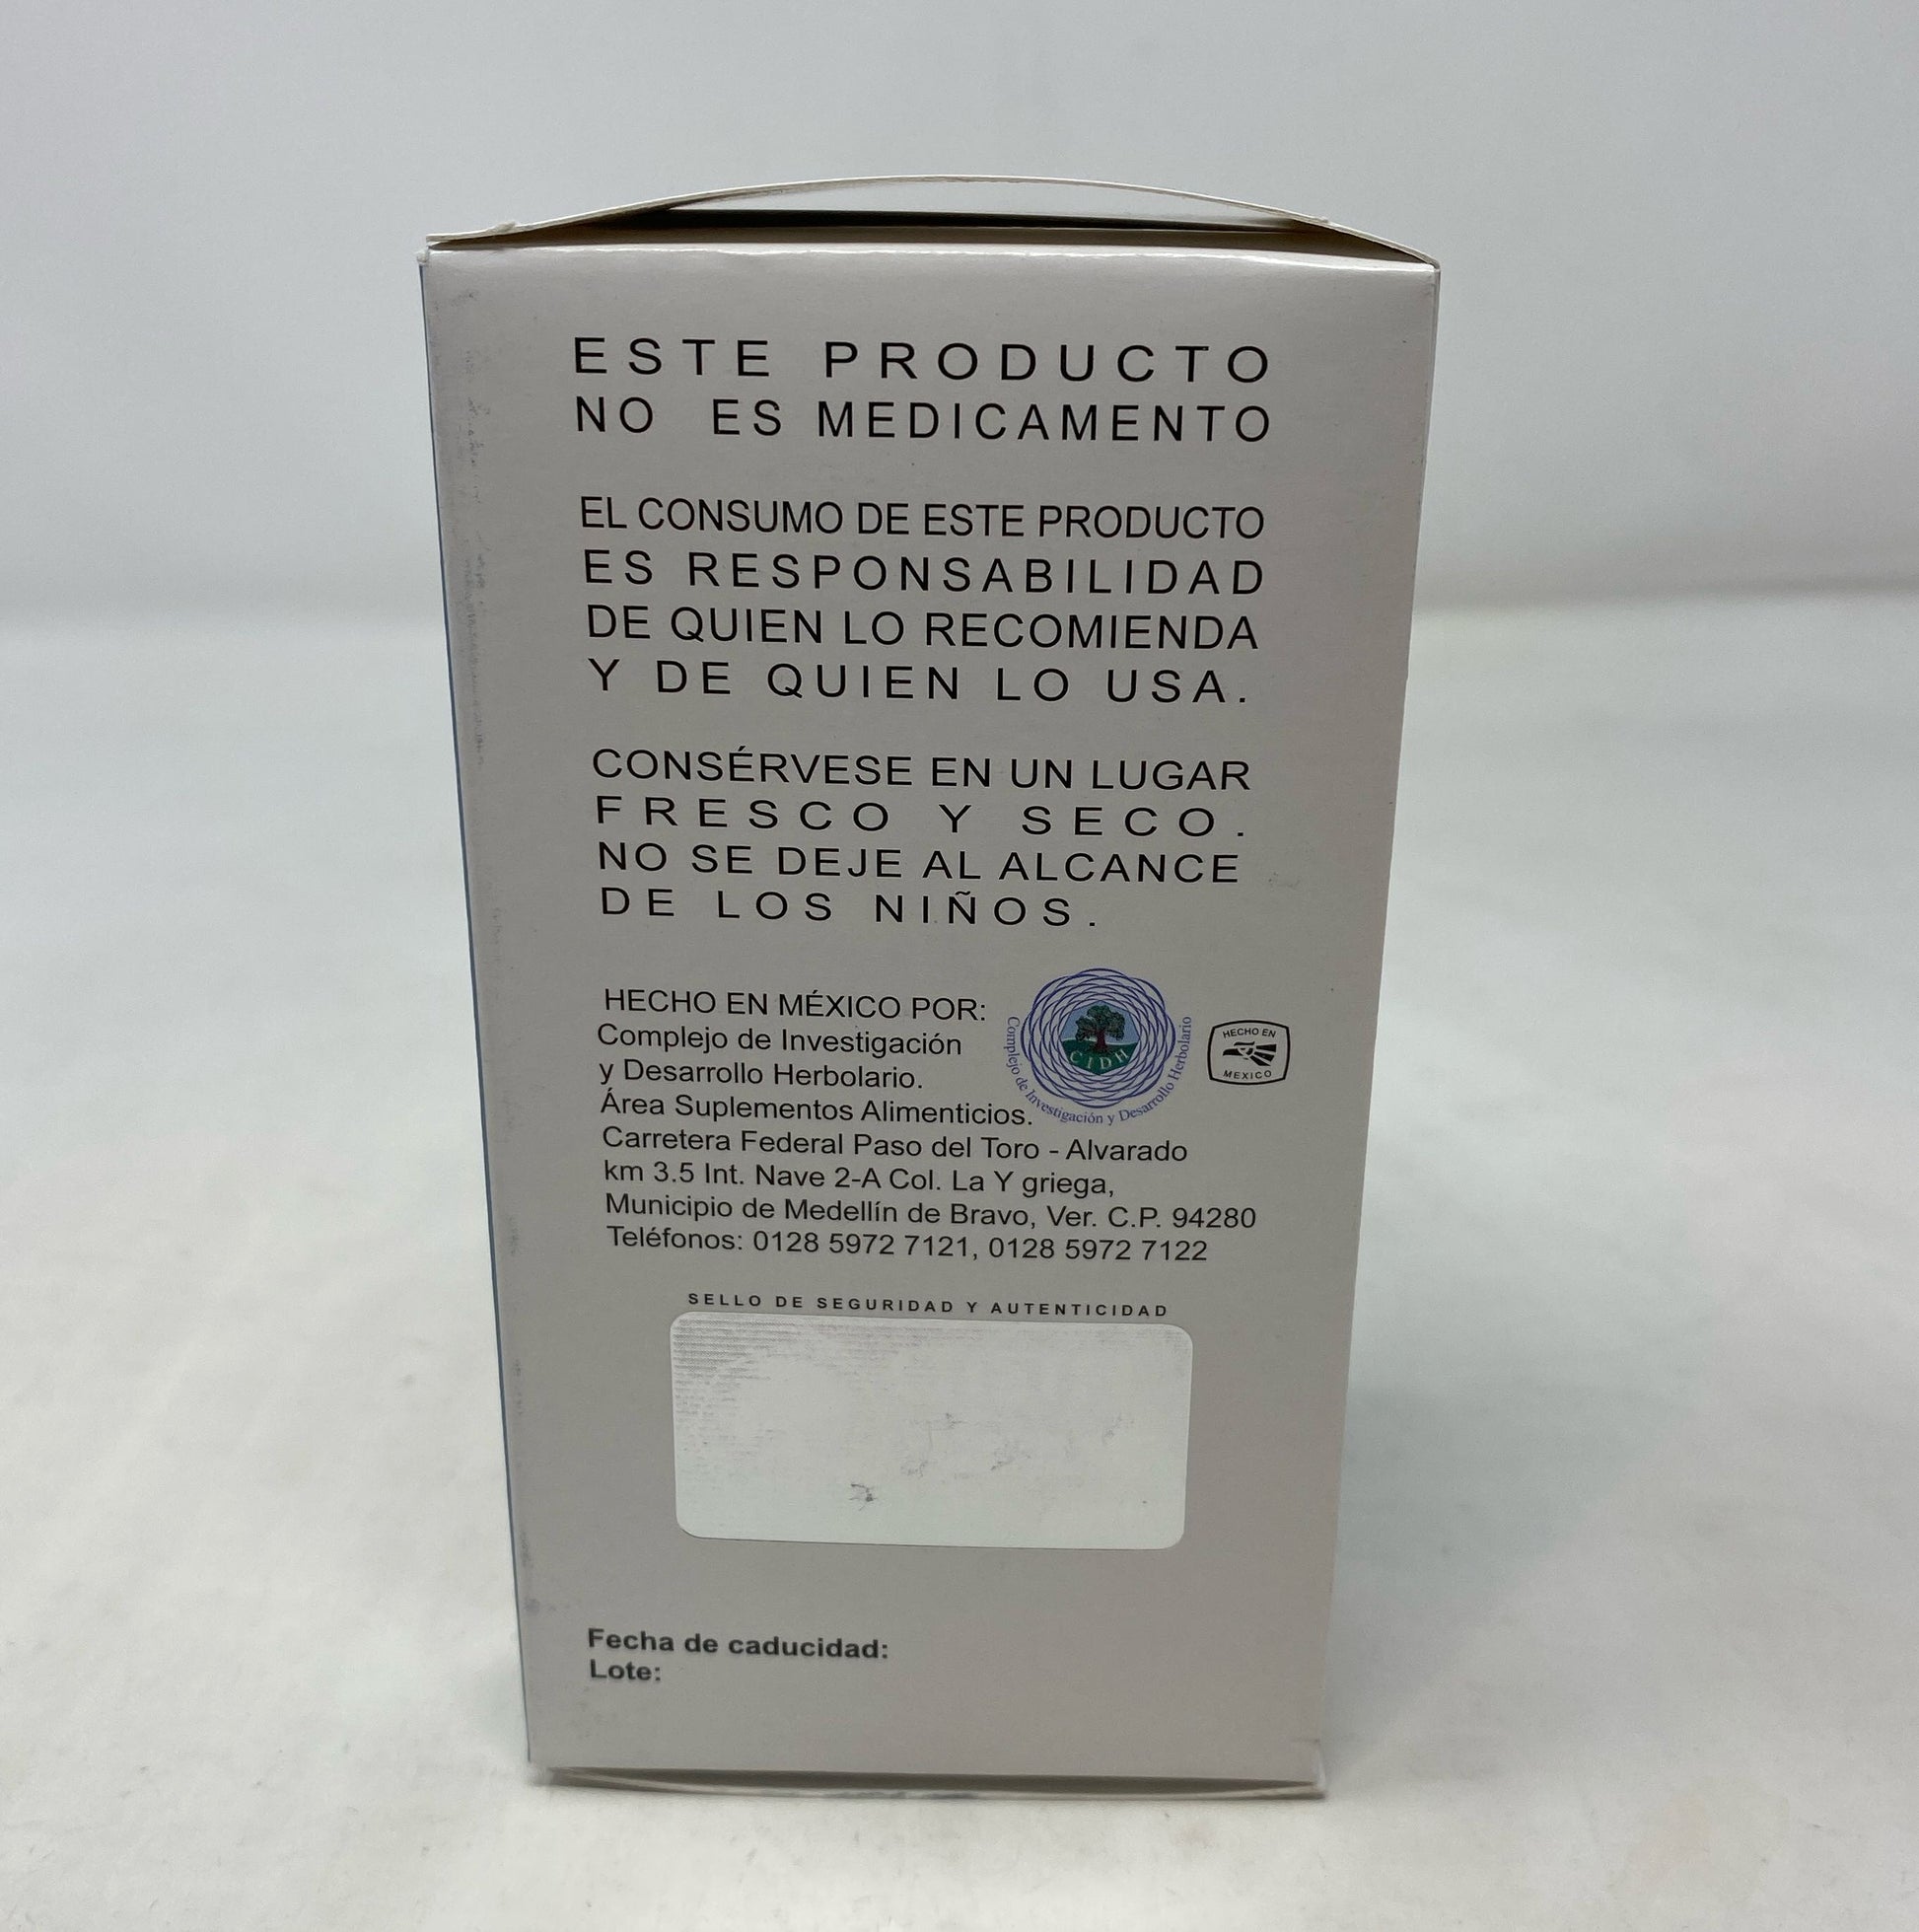 ESTE PRODUCTO
NO ES MEDICAMENTO
EL CONSUMO DE ESTE PRODUCTO
ES RESPONSABILIDAD
DE QUIEN LO RECOMIENDA
Y DE QUIEN LO USA.
CONSÉRVESE EN UN LUGAR
FRESCO Y SECO.
NO SE DEJE AL ALCANCE
DE LOS NIÑOS.
HECHO EN MÉXICO POR:
Complejo de Investigación
y Desarrollo Herbolario.
Área Suplementos Alimenticios.
Carretera Federal Paso del Toro - Alvarado
km 3.5 Int. Nave 2-A Col. La Y griega,
Municipio de Medellín de Bravo, Ver. C.P. 94280
Teléfonos: 0128 5972 7121, 0128 5972 7122
CIDH
Complejo de Investigación y Desarrollo Herbolario
HECHO EN
MEXICO
SELLO DE SEGURIDAD Y AUTENTICIDAD
Fecha de caducidad:
Lote: